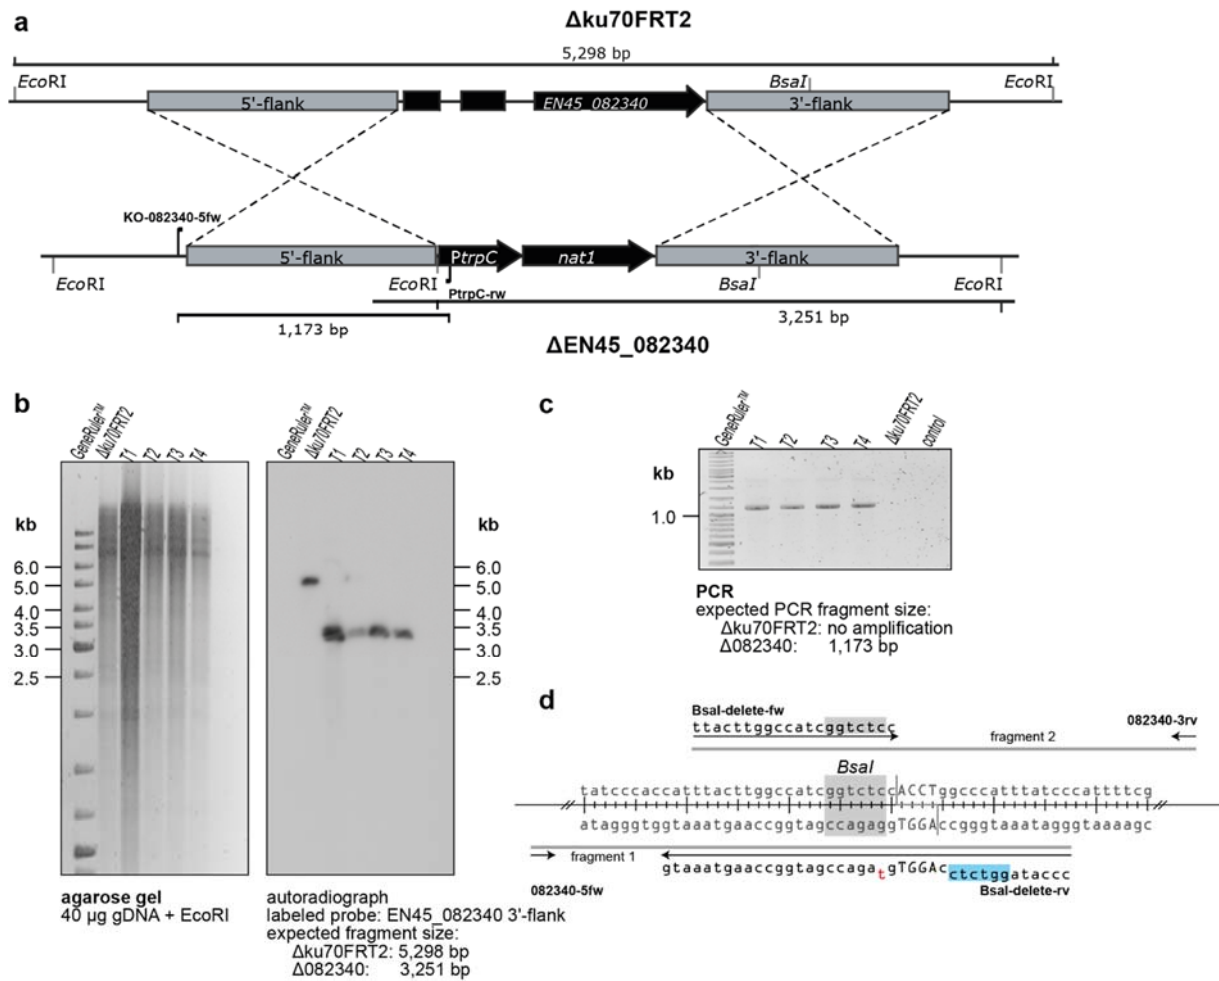 a
Δku70FRT2
5,298 bp
EcoRI
BsaI
EcoRI
5'-flank
EN45_082340
3'-flank
KO-082340-5fw
5'-flank
PtrpC
nat1
3'-flank
EcoRI
EcoRI
BsaI
EcoRI
PtrpC-rw
1,173 bp
3,251 bp
ΔEN45_082340
b
GeneRuler™
Δku70FRT2
T1
T2
T3
T4
GeneRuler™
Δku70FRT2
T1
T2
T3
T4
kb
6.0
5.0
4.0
3.5
3.0
2.5
kb
6.0
5.0
4.0
3.5
3.0
2.5
agarose gel
40 µg gDNA + EcoRI
autoradiograph
labeled probe: EN45_082340 3'-flank
expected fragment size:
Δku70FRT2: 5,298 bp
Δ082340: 3,251 bp
c
GeneRuler™
T1
T2
T3
T4
Δku70FRT2
control
kb
1.0
PCR
expected PCR fragment size:
Δku70FRT2: no amplification
Δ082340: 1,173 bp
d
BsaI-delete-fw
ttacttggccatcggtctcc
082340-3rv
fragment 2
BsaI
tatcccaccatttacttggccatcggtctccACCTggcccatttatcccattttcg
atagggtggtaaatgaaccggtagccagaggTGGAccgggtaaatagggtaaaagc
fragment 1
gtaaatgaaccggtagccagatgTGGAcctctggataccc
082340-5fw
BsaI-delete-rv